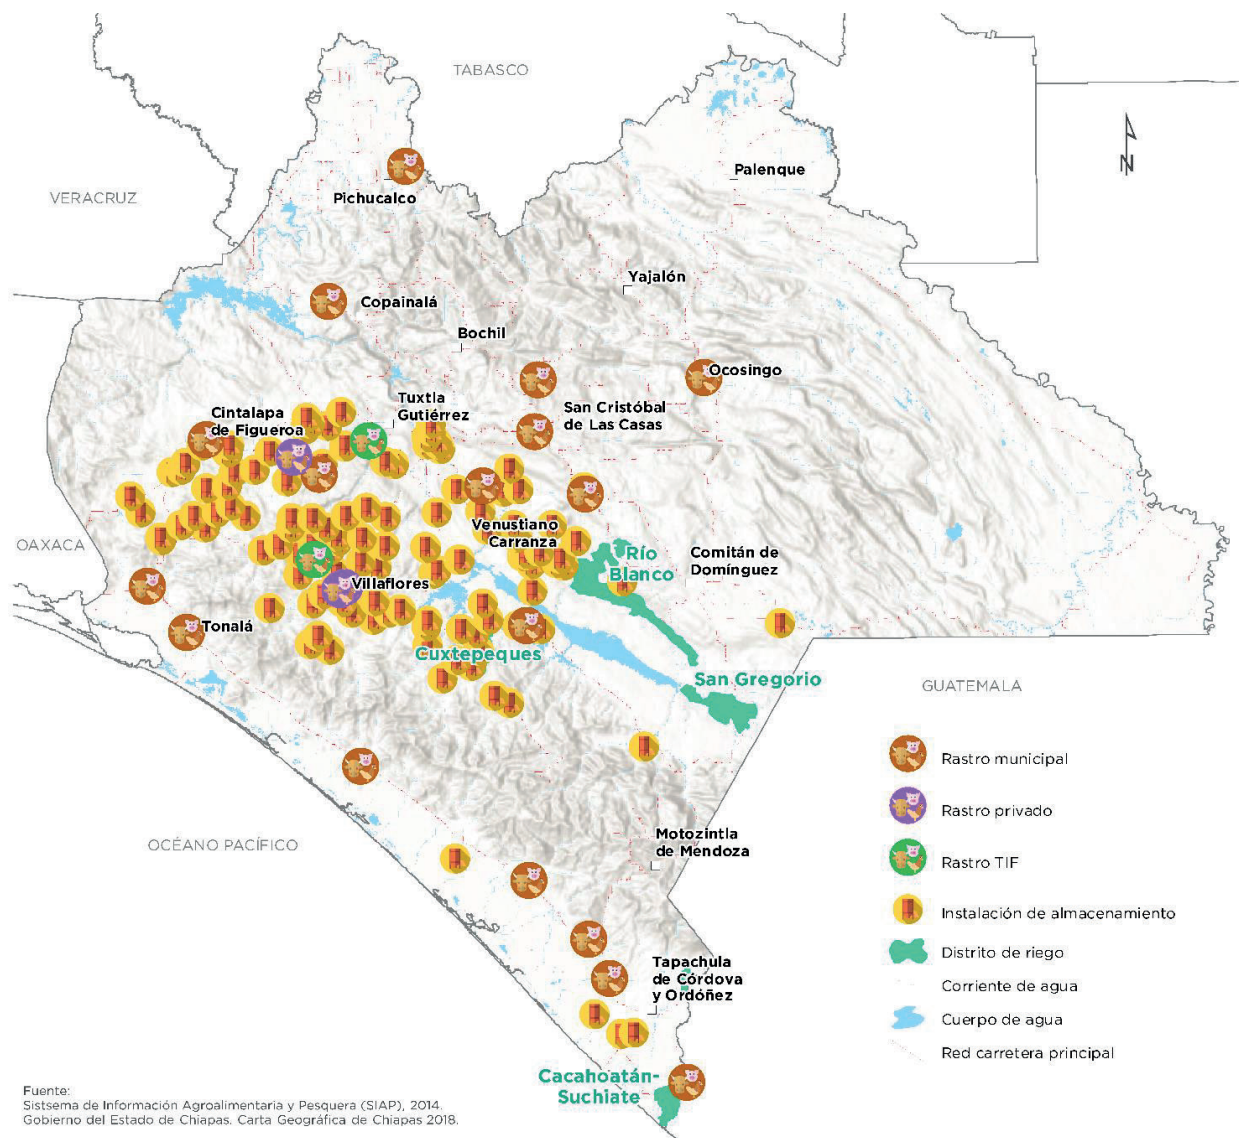 TABASCO
Palenque
VERACRUZ
Pichucalco
Yajalón
Copainalá
Bochil
Ocosingo
Tuxtla
Gutiérrez
San Cristóbal
de Las Casas
Cintalapa
de Figueroa
Venustiano
Carranza
OAXACA
Río
Blanco
Comitán de
Domínguez
Villaflores
Tonalá
Cuxtepeques
San Gregorio
GUATEMALA
Rastro municipal
Rastro privado
Rastro TIF
Instalación de almacenamiento
Distrito de riego
Corriente de agua
Cuerpo de agua
Red carretera principal
N
OCÉANO PACÍFICO
Motozintla
de Mendoza
Tapachula
de Córdova
y Ordóñez
Cacahoatán-
Suchiate
Fuente:
Sistsema de Información Agroalimentaria y Pesquera (SIAP), 2014.
Gobierno del Estado de Chiapas. Carta Geográfica de Chiapas 2018.